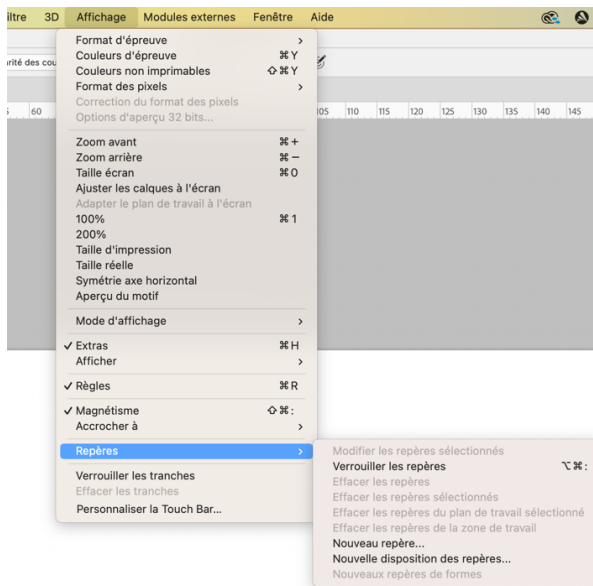 iltre 3D Affichage Modules externes Fenêtre Aide
Format d'épreuve >
Couleurs d'épreuve ⌘ Y
arité des cou
Couleurs non imprimables ⇧ ⌘ Y
Format des pixels >
Correction du format des pixels
Options d'aperçu 32 bits...
5 60 105 110 115 120 125 130 135 140 145
Zoom avant ⌘ +
Zoom arrière ⌘ –
Taille écran ⌘ 0
Ajuster les calques à l'écran
Adapter le plan de travail à l'écran
100% ⌘ 1
200%
Taille d'impression
Taille réelle
Symétrie axe horizontal
Aperçu du motif
Mode d'affichage >
✓ Extras ⌘ H
Afficher >
✓ Règles ⌘ R
✓ Magnétisme ⇧ ⌘ :
Accrocher à >
Repères >
Verrouiller les tranches
Effacer les tranches
Personnaliser la Touch Bar...
Modifier les repères sélectionnés
Verrouiller les repères ⌥ ⌘ :
Effacer les repères
Effacer les repères sélectionnés
Effacer les repères du plan de travail sélectionné
Effacer les repères de la zone de travail
Nouveau repère...
Nouvelle disposition des repères...
Nouveaux repères de formes